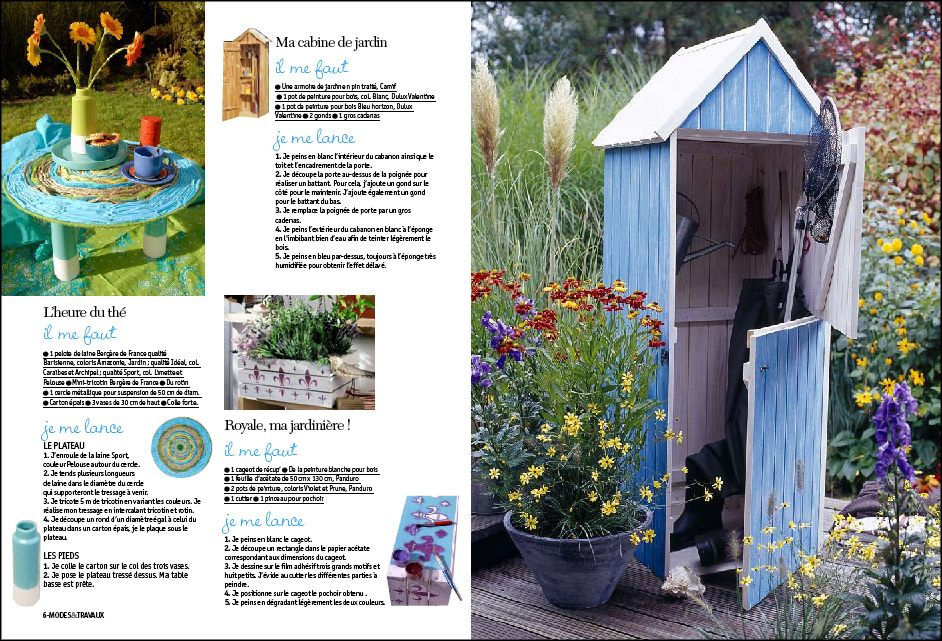 Ma cabine de jardin
il me faut
● Une armoire de jardin en pin traité, Camif
● 1 pot de peinture pour bois, col. Blanc, Dulux Valentine
● 1 pot de peinture pour bois Bleu horizon, Dulux
Valentine ● 2 gonds ● 1 gros cadenas
je me lance
1. Je peins en blanc l'intérieur du cabanon ainsi que le
toit et l'encadrement de la porte.
2. Je découpe la porte au-dessus de la poignée pour
réaliser un battant. Pour cela, j'ajoute un gond sur le
côté pour le maintenir. J'ajoute également un gond
pour le battant du bas.
3. Je remplace la poignée de porte par un gros
cadenas.
4. Je peins l'extérieur du cabanon en blanc à l'éponge
en l'imbibant bien d'eau afin de teinter légèrement le
bois.
5. Je peins en bleu par-dessus, toujours à l'éponge très
humidifiée pour obtenir l'effet délavé.
L'heure du thé
il me faut
● 1 pelote de laine Bergère de France qualité
Barisienne, coloris Amazonie, Jardin ; qualité Idéal, col.
Caraïbes et Archipel ; qualité Sport, col. Limette et
Pelouse ● Mini-tricotin Bergère de France ● Du rotin
● 1 cercle métallique pour suspension de 50 cm de diam.
● Carton épais ● 3 vases de 30 cm de haut ● Colle forte.
je me lance
LE PLATEAU
1. J'enroule de la laine Sport,
couleur Pelouse autour du cercle.
2. Je tends plusieurs longueurs
de laine dans le diamètre du cercle
qui supporteront le tressage à venir.
3. Je tricote 5 m de tricotin en variant les couleurs. Je
réalise mon tressage en intercalant tricotin et rotin.
4. Je découpe un rond d'un diamètre égal à celui du
plateau dans un carton épais, je le plaque sous le
plateau.
LES PIEDS
1. Je colle le carton sur le col des trois vases.
2. Je pose le plateau tressé dessus. Ma table
basse est prête.
Royale, ma jardinière !
il me faut
● 1 cageot de récup' ● De la peinture blanche pour bois
● 1 feuille d'acétate de 50 cm x 130 cm, Panduro
● 2 pots de peinture, coloris Violet et Prune, Panduro
● 1 cutter ● 1 pinceau pour pochoir
je me lance
1. Je peins en blanc le cageot.
2. Je découpe un rectangle dans le papier acétate
correspondant aux dimensions du cageot.
3. Je dessine sur le film adhésif trois grands motifs et
huit petits. J'évide au cutter les différentes parties à
peindre.
4. Je positionne sur le cageot le pochoir obtenu .
5. Je peins en dégradant légèrement les deux couleurs.
6-MODES&TRAVAUX